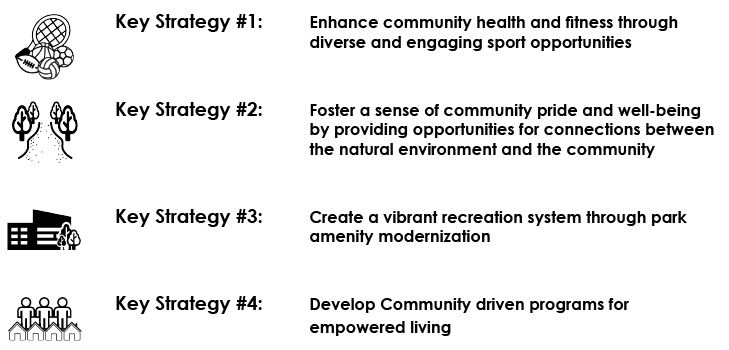 Key Strategy #1: Enhance community health and fitness through
diverse and engaging sport opportunities
Key Strategy #2: Foster a sense of community pride and well-being
by providing opportunities for connections between
the natural environment and the community
Key Strategy #3: Create a vibrant recreation system through park
amenity modernization
Key Strategy #4: Develop Community driven programs for
empowered living